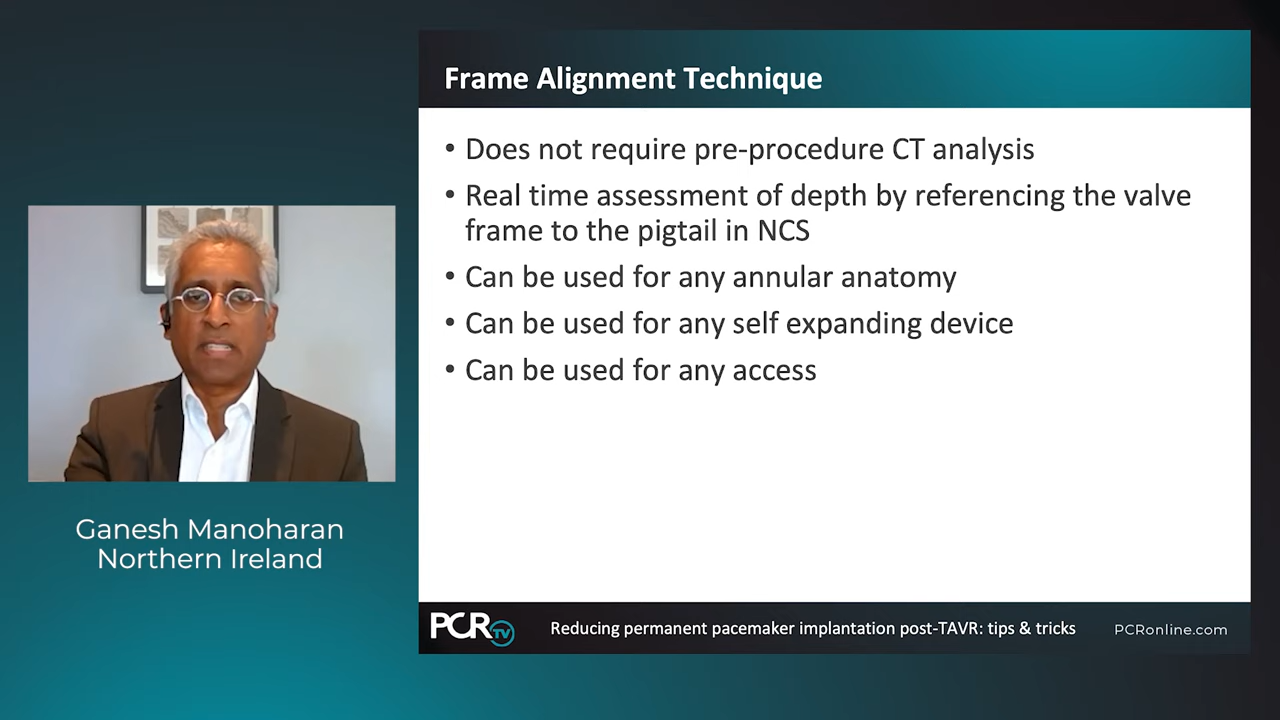 Frame Alignment Technique
• Does not require pre-procedure CT analysis
• Real time assessment of depth by referencing the valve
frame to the pigtail in NCS
• Can be used for any annular anatomy
• Can be used for any self expanding device
• Can be used for any access
Ganesh Manoharan
Northern Ireland
PCR TV
Reducing permanent pacemaker implantation post-TAVR: tips & tricks
PCRonline.com